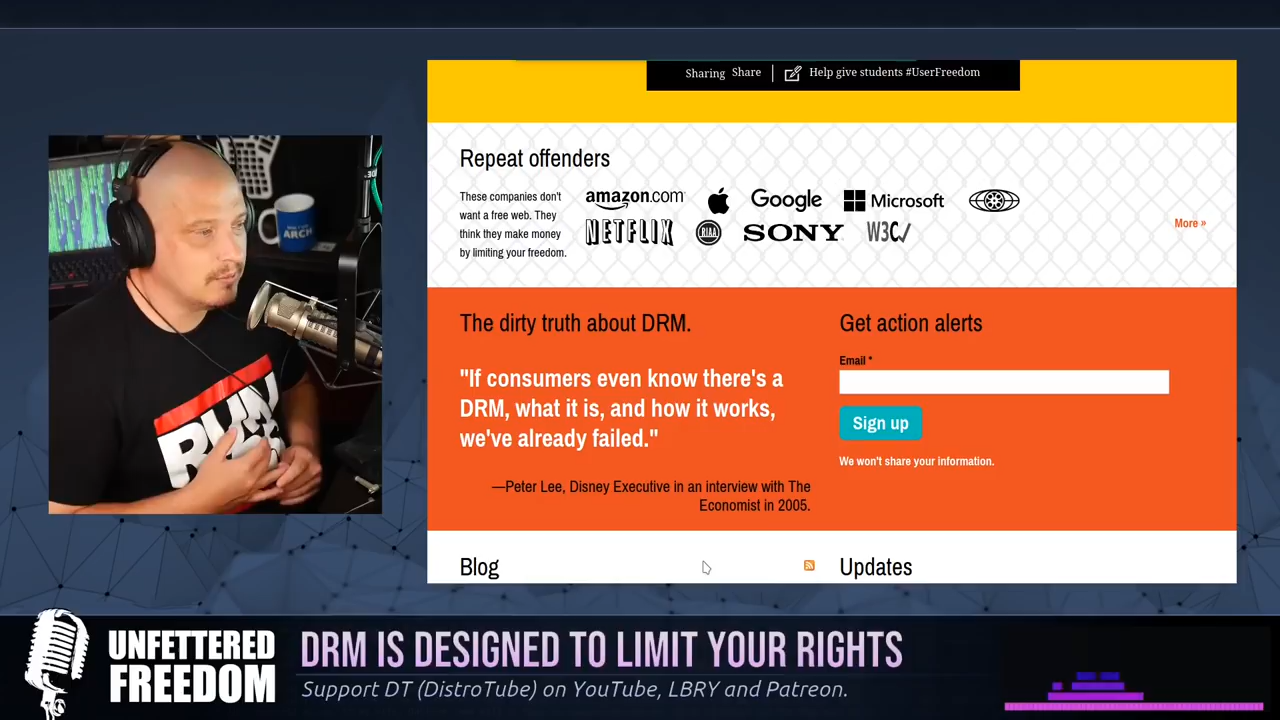 Sharing Share | Help give students #UserFreedom
Repeat offenders
These companies don't
want a free web. They
think they make money
by limiting your freedom.
amazon.com Google Microsoft
NETFLIX RIAA SONY W3C
More »
The dirty truth about DRM.
"If consumers even know there's a
DRM, what it is, and how it works,
we've already failed."
—Peter Lee, Disney Executive in an interview with The
Economist in 2005.
Get action alerts
Email *
Sign up
We won't share your information.
Blog
Updates
ARCH
RUN
UNFETTERED
FREEDOM
DRM IS DESIGNED TO LIMIT YOUR RIGHTS
Support DT (DistroTube) on YouTube, LBRY and Patreon.